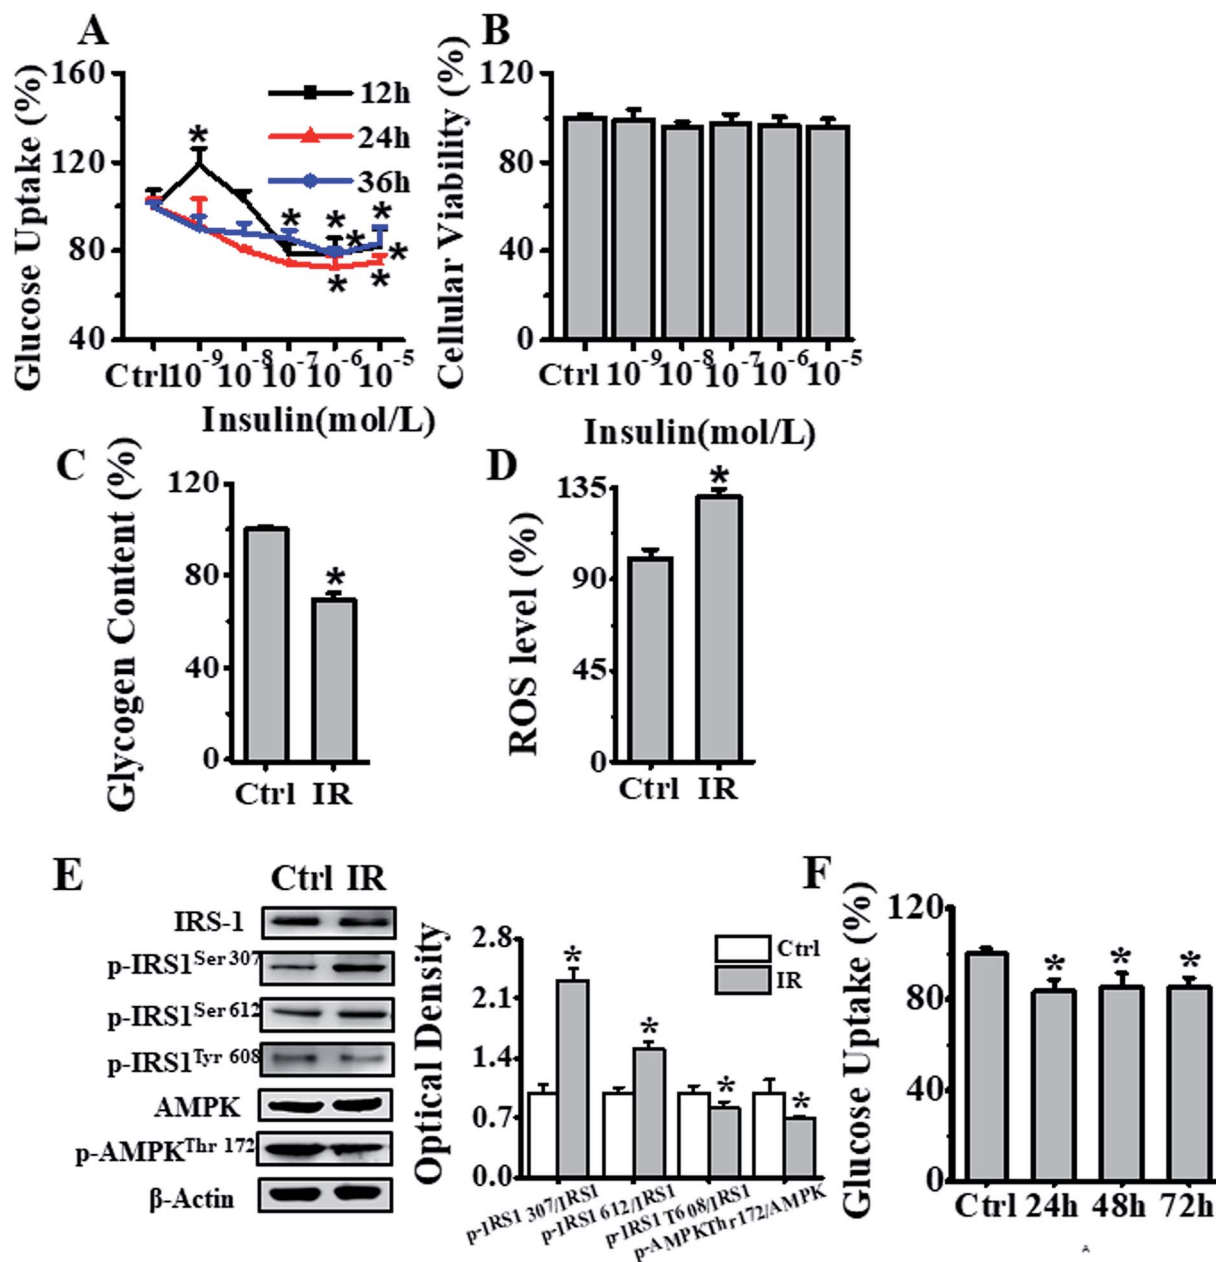 A
Glucose Uptake (%)
160
120
80
40
12h
24h
36h
*
* * *
* *
* *
Ctrl 10⁻⁹ 10⁻⁸ 10⁻⁷ 10⁻⁶ 10⁻⁵
Insulin(mol/L)
B
Cellular Viability (%)
120
80
40
0
Ctrl 10⁻⁹ 10⁻⁸ 10⁻⁷ 10⁻⁶ 10⁻⁵
Insulin(mol/L)
C
Glycogen Content (%)
120
80
40
0
*
Ctrl IR
D
ROS level (%)
135
90
45
0
*
Ctrl IR
E
Ctrl IR
IRS-1
p-IRS1Ser 307
p-IRS1Ser 612
p-IRS1Tyr 608
AMPK
p-AMPKThr 172
β-Actin
Optical Density
2.8
2.1
1.4
0.7
0.0
Ctrl
IR
* * * *
p-IRS1 307/IRS1
p-IRS1 612/IRS1
p-IRS1 T608/IRS1
p-AMPKThr172/AMPK
F
Glucose Uptake (%)
120
80
40
0
* * *
Ctrl 24h 48h 72h
A